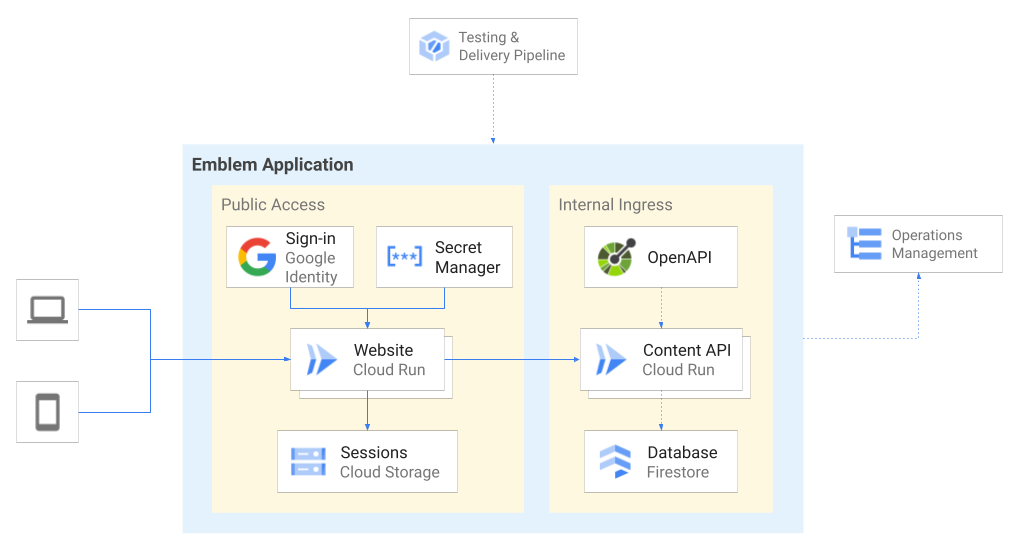 Testing &
Delivery Pipeline
Emblem Application
Public Access
Sign-in
Google
Identity
Secret
Manager
Website
Cloud Run
Sessions
Cloud Storage
Internal Ingress
OpenAPI
Content API
Cloud Run
Database
Firestore
Operations
Management